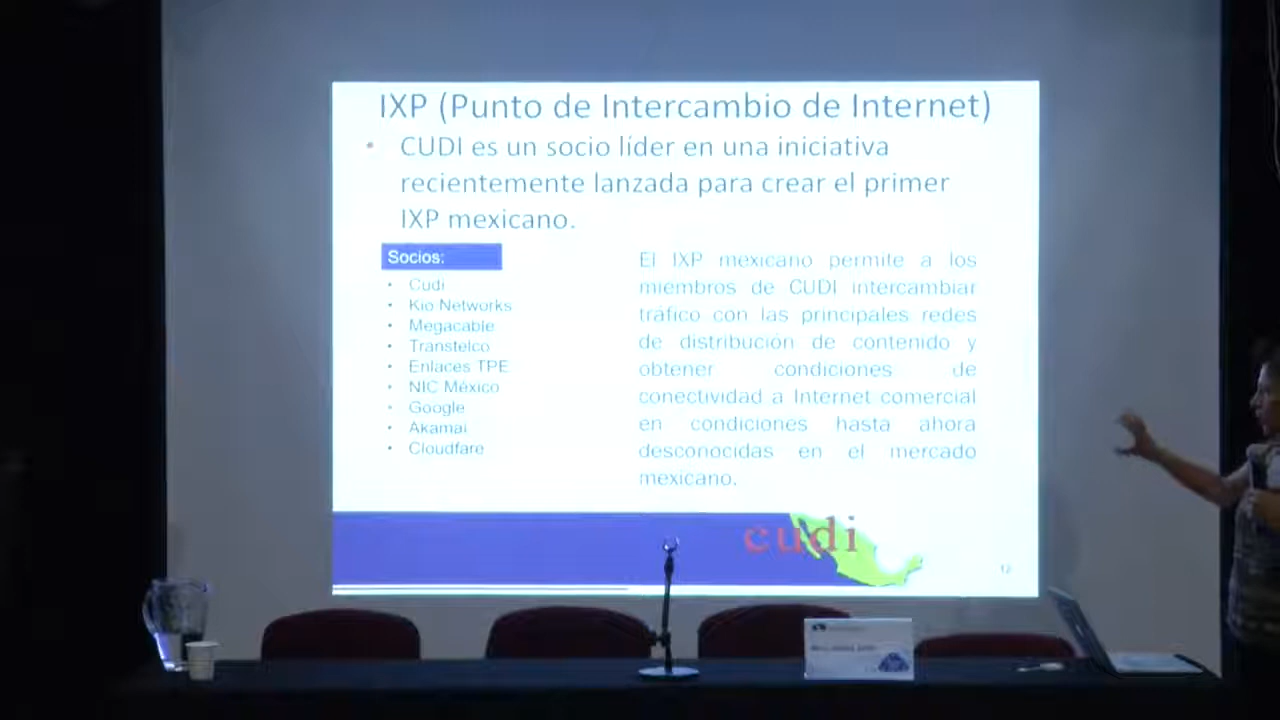 IXP (Punto de Intercambio de Internet)
• CUDI es un socio líder en una iniciativa
recientemente lanzada para crear el primer
IXP mexicano.
Socios:
• Cudi
• Kio Networks
• Megacable
• Transtelco
• Enlaces TPE
• NIC México
• Google
• Akamai
• Cloudfare
El IXP mexicano permite a los
miembros de CUDI intercambiar
tráfico con las principales redes
de distribución de contenido y
obtener condiciones de
conectividad a Internet comercial
en condiciones hasta ahora
desconocidas en el mercado
mexicano.
cudi
12